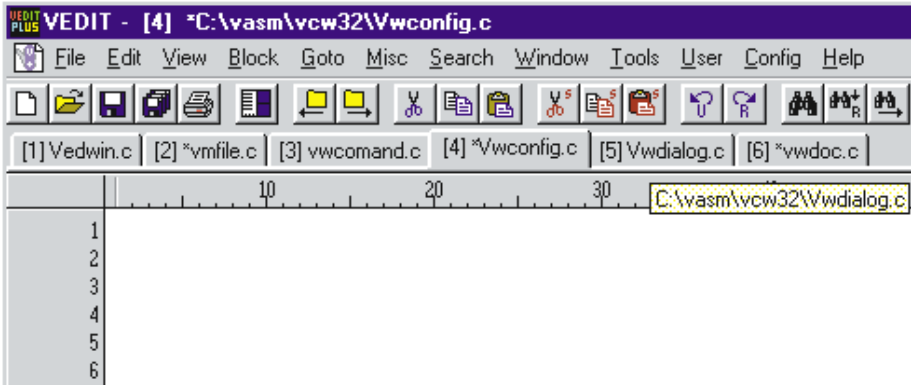 VEDIT PLUS VEDIT - [4] *C:\vasm\vcw32\Vwconfig.c
File Edit View Block Goto Misc Search Window Tools User Config Help
S S S U R R
[1] Vedwin.c [2] *vmfile.c [3] vwcomand.c [4] *Vwconfig.c [5] Vwdialog.c [6] *vwdoc.c
10 20 30
C:\vasm\vcw32\Vwdialog.c
1
2
3
4
5
6